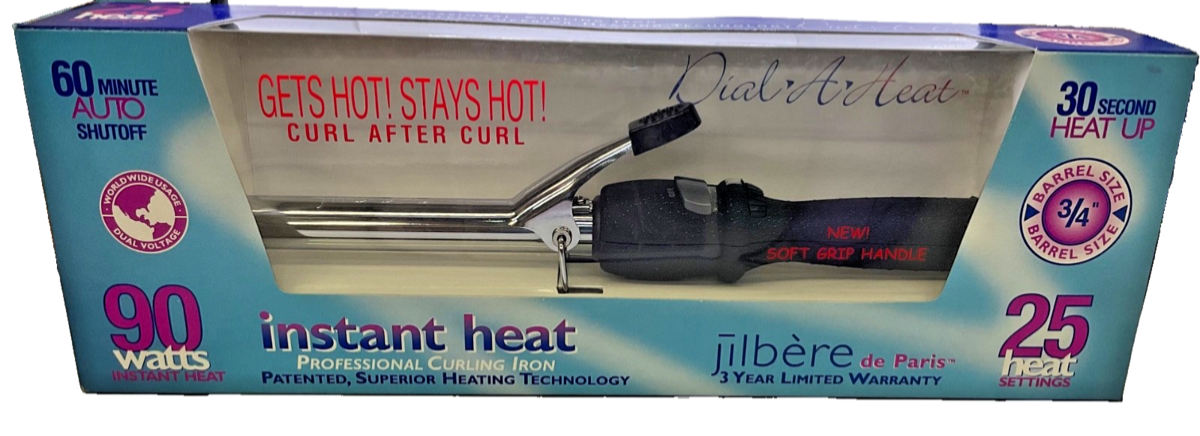 heat
60 MINUTE
AUTO
SHUTOFF
WORLDWIDE USAGE
DUAL VOLTAGE
90
watts
INSTANT HEAT
GETS HOT! STAYS HOT!
CURL AFTER CURL
Dial·A·Heat™
NEW!
SOFT GRIP HANDLE
instant heat
PROFESSIONAL CURLING IRON
PATENTED, SUPERIOR HEATING TECHNOLOGY
jilbère de Paris™
3 YEAR LIMITED WARRANTY
30 SECOND
HEAT UP
BARREL SIZE
3/4"
BARREL SIZE
25
heat
SETTINGS